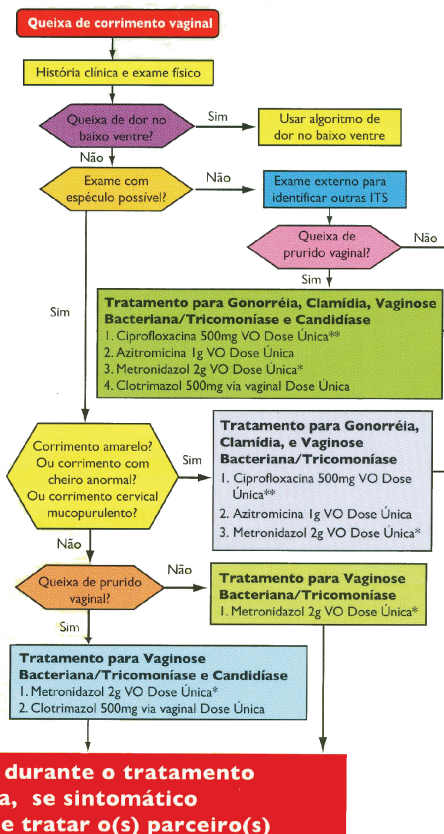 Queixa de corrimento vaginal
História clínica e exame físico
Queixa de dor no
baixo ventre?
Sim
Usar algoritmo de
dor no baixo ventre
Não
Exame com
espéculo possível?
Não
Exame externo para
identificar outras ITS
Queixa de
prurido vaginal?
Não
Sim
Sim
Tratamento para Gonorréia, Clamídia, Vaginose
Bacteriana/Tricomoníase e Candidíase
1. Ciprofloxacina 500mg VO Dose Única**
2. Azitromicina 1g VO Dose Única
3. Metronidazol 2g VO Dose Única*
4. Clotrimazol 500mg via vaginal Dose Única
Corrimento amarelo?
Ou corrimento com
cheiro anormal?
Ou corrimento cervical
mucopurulento?
Sim
Tratamento para Gonorréia,
Clamídia, e Vaginose
Bacteriana/Tricomoníase
1. Ciprofloxacina 500mg VO Dose
Única**
2. Azitromicina 1g VO Dose Única
3. Metronidazol 2g VO Dose Única*
Não
Queixa de prurido
vaginal?
Não
Tratamento para Vaginose
Bacteriana/Tricomoníase
1. Metronidazol 2g VO Dose Única*
Sim
Tratamento para Vaginose
Bacteriana/Tricomoníase e Candidíase
1. Metronidazol 2g VO Dose Única*
2. Clotrimazol 500mg via vaginal Dose Única
durante o tratamento
a, se sintomático
e tratar o(s) parceiro(s)